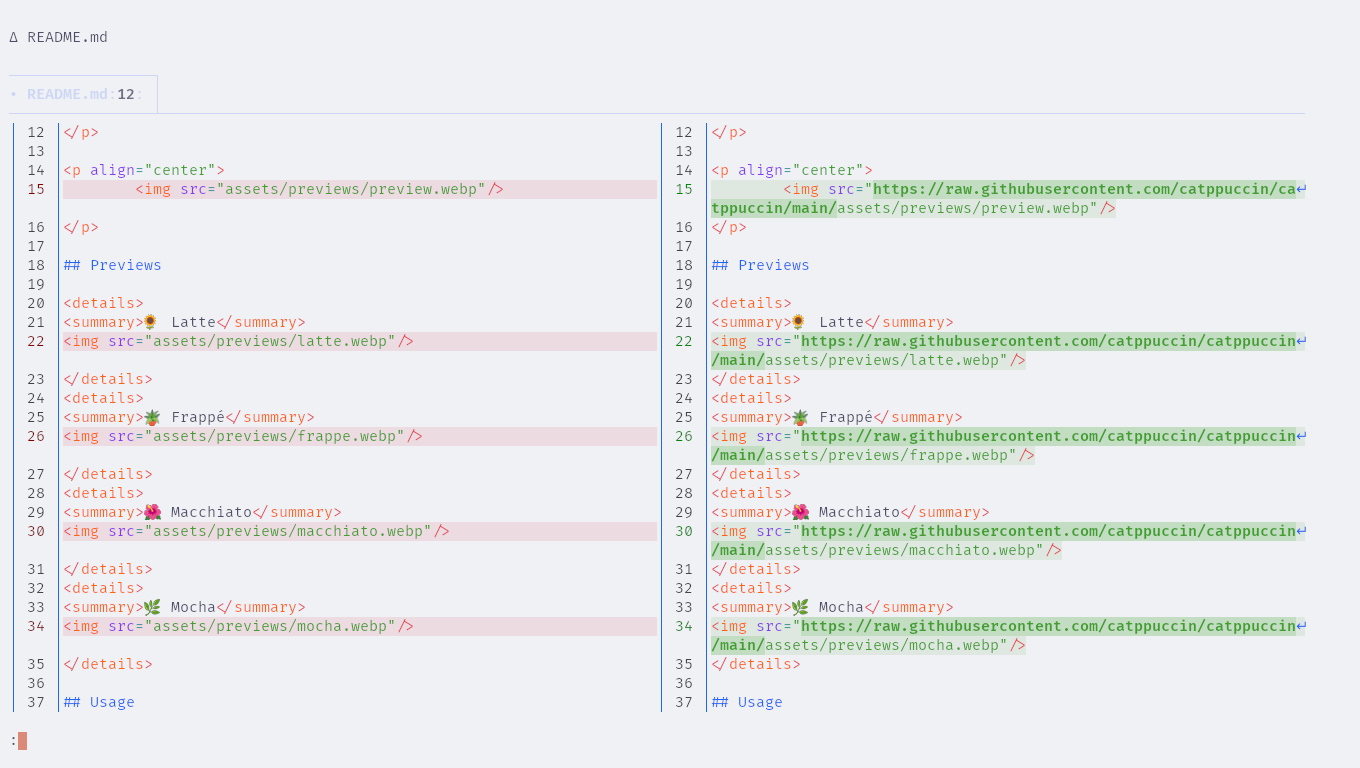 Δ README.md
• README.md:12:
12 </p>
13
14 <p align="center">
15         <img src="assets/previews/preview.webp"/>
16 </p>
17
18 ## Previews
19
20 <details>
21 <summary>🌻 Latte</summary>
22 <img src="assets/previews/latte.webp"/>
23 </details>
24 <details>
25 <summary>🪴 Frappé</summary>
26 <img src="assets/previews/frappe.webp"/>
27 </details>
28 <details>
29 <summary>🌺 Macchiato</summary>
30 <img src="assets/previews/macchiato.webp"/>
31 </details>
32 <details>
33 <summary>🌿 Mocha</summary>
34 <img src="assets/previews/mocha.webp"/>
35 </details>
36
37 ## Usage
12 </p>
13
14 <p align="center">
15         <img src="https://raw.githubusercontent.com/catppuccin/ca↵
tppuccin/main/assets/previews/preview.webp"/>
16 </p>
17
18 ## Previews
19
20 <details>
21 <summary>🌻 Latte</summary>
22 <img src="https://raw.githubusercontent.com/catppuccin/catppuccin↵
/main/assets/previews/latte.webp"/>
23 </details>
24 <details>
25 <summary>🪴 Frappé</summary>
26 <img src="https://raw.githubusercontent.com/catppuccin/catppuccin↵
/main/assets/previews/frappe.webp"/>
27 </details>
28 <details>
29 <summary>🌺 Macchiato</summary>
30 <img src="https://raw.githubusercontent.com/catppuccin/catppuccin↵
/main/assets/previews/macchiato.webp"/>
31 </details>
32 <details>
33 <summary>🌿 Mocha</summary>
34 <img src="https://raw.githubusercontent.com/catppuccin/catppuccin↵
/main/assets/previews/mocha.webp"/>
35 </details>
36
37 ## Usage
: